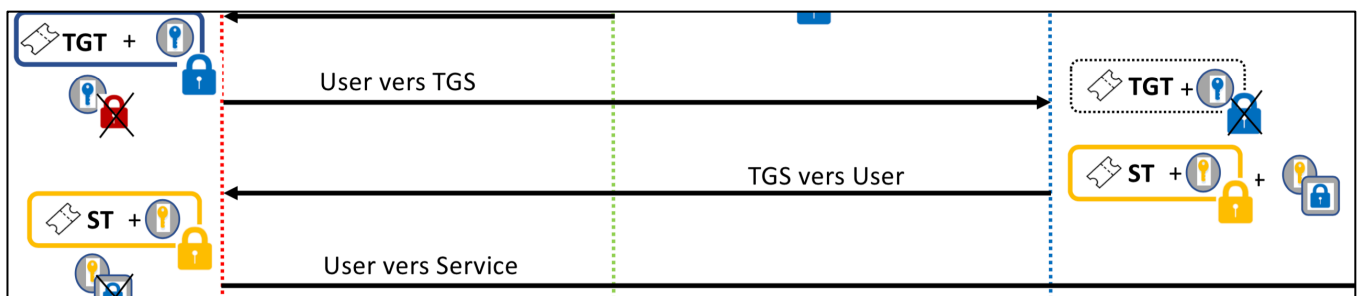 TGT +
User vers TGS
TGT +
TGS vers User
ST + +
ST +
User vers Service